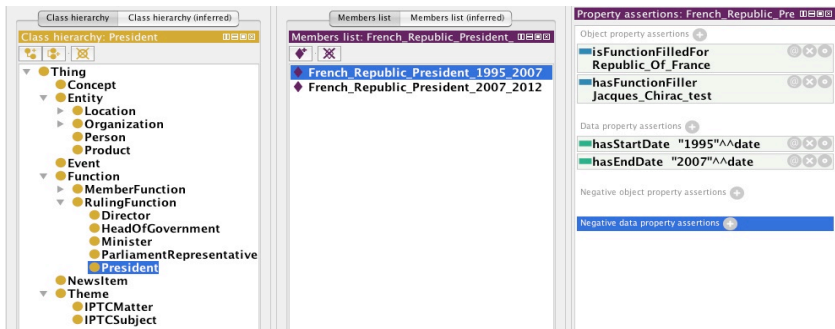 Class hierarchy
Class hierarchy (inferred)
Class hierarchy: President
Thing
Concept
Entity
Location
Organization
Person
Product
Event
Function
MemberFunction
RulingFunction
Director
HeadOfGovernment
Minister
ParliamentRepresentative
President
NewsItem
Theme
IPTCMatter
IPTCSubject
Members list
Members list (inferred)
Members list: French_Republic_President_
French_Republic_President_1995_2007
French_Republic_President_2007_2012
Property assertions: French_Republic_Pre
Object property assertions
isFunctionFilledFor
Republic_Of_France
hasFunctionFiller
Jacques_Chirac_test
Data property assertions
hasStartDate "1995"^^date
hasEndDate "2007"^^date
Negative object property assertions
Negative data property assertions